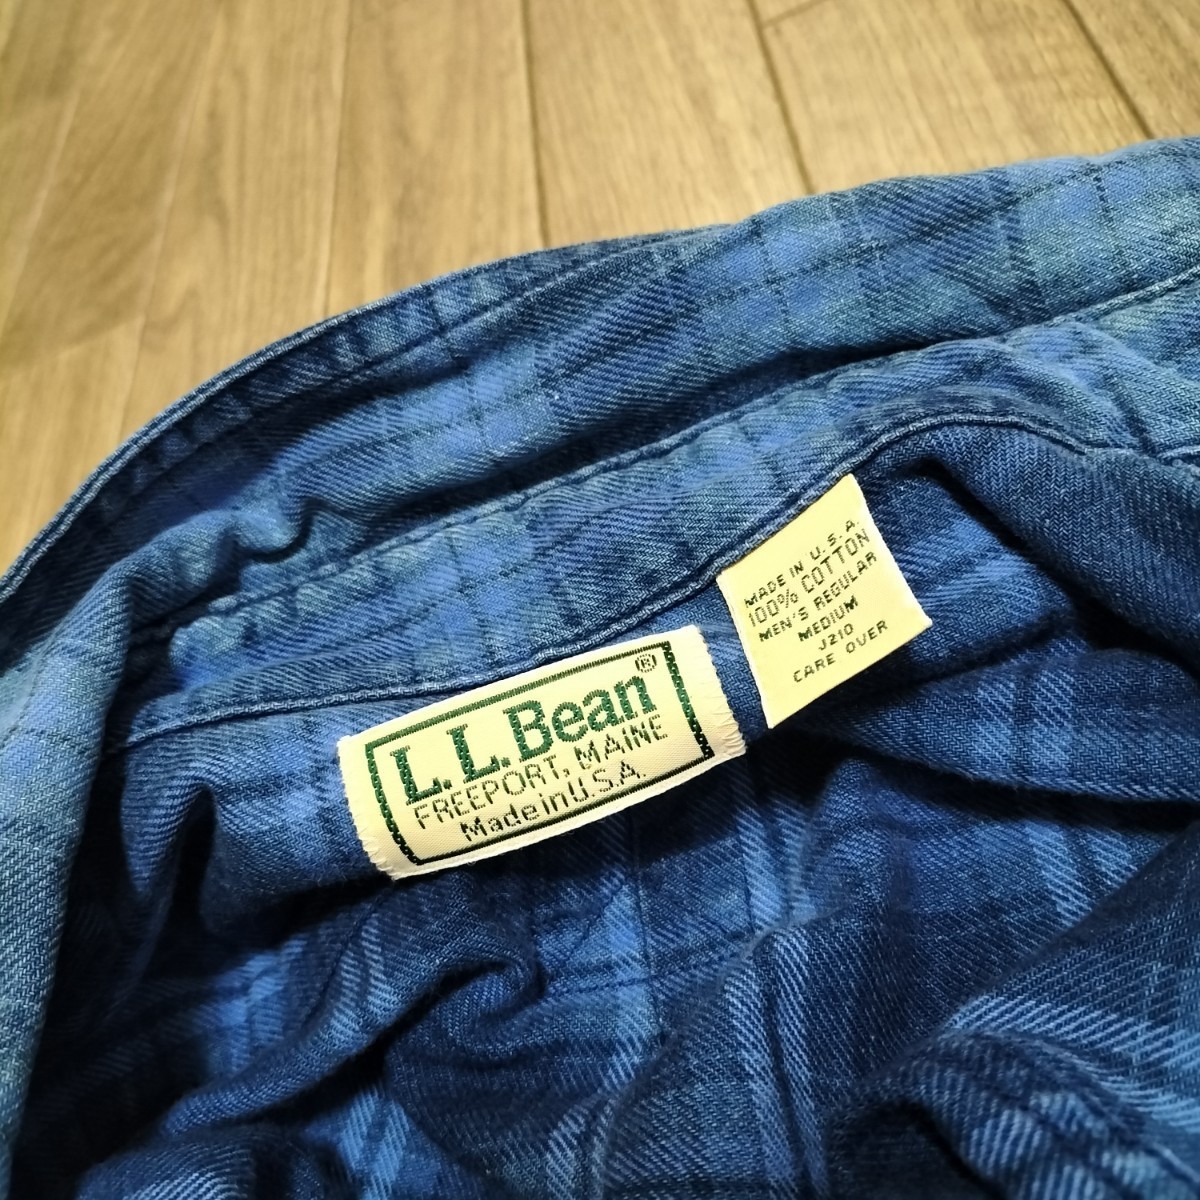 L.L.Bean®
FREEPORT, MAINE
Made in U.S.A.
MADE IN U.S.A.
100% COTTON
MEN'S REGULAR
MEDIUM
J210
CARE OVER